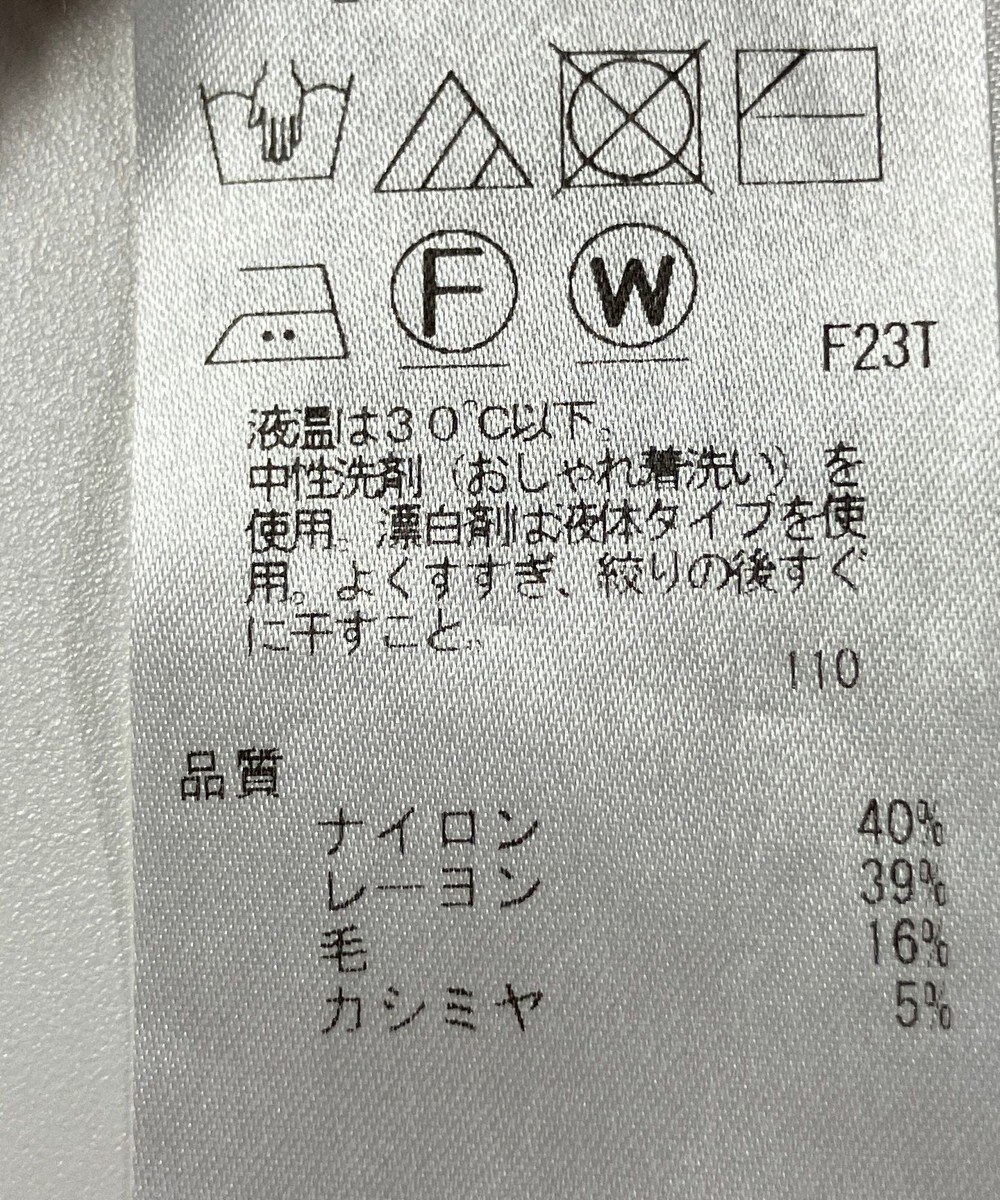 F W
F23T
液温は30℃以下。
中性洗剤（おしゃれ着洗い）を
使用。漂白剤は液体タイプを使
用。よくすすぎ、絞りの後すぐ
に干すこと。
110
品質
ナイロン 40%
レーヨン 39%
毛 16%
カシミヤ 5%